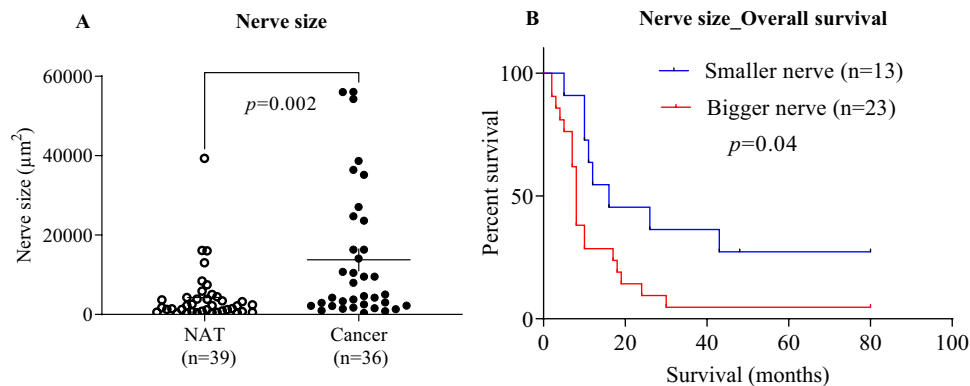 A
Nerve size
Nerve size (µm²)
60000
40000
20000
0
p=0.002
NAT
(n=39)
Cancer
(n=36)
B
Nerve size_Overall survival
Percent survival
100
50
0
Smaller nerve (n=13)
Bigger nerve (n=23)
p=0.04
0 20 40 60 80 100
Survival (months)